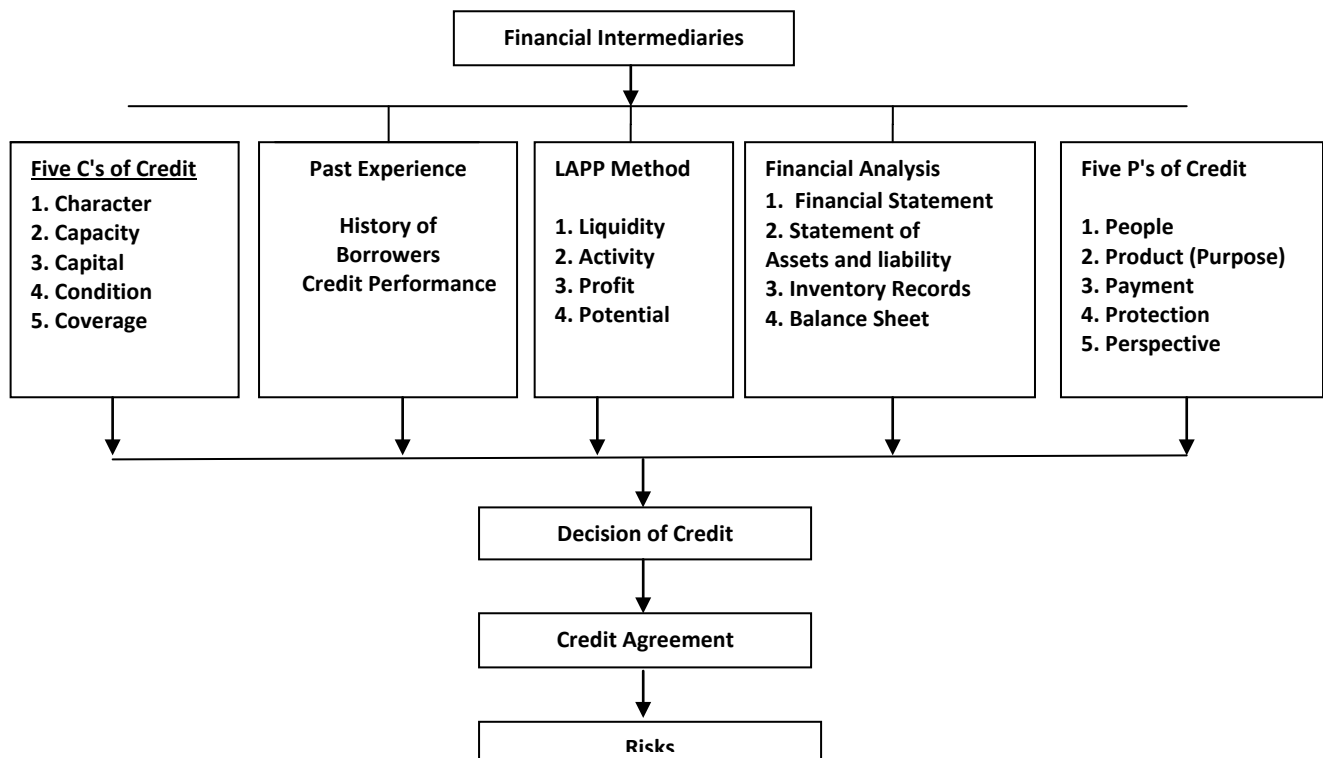 Financial Intermediaries
Five C's of Credit
1. Character
2. Capacity
3. Capital
4. Condition
5. Coverage
Past Experience
History of
Borrowers
Credit Performance
LAPP Method
1. Liquidity
2. Activity
3. Profit
4. Potential
Financial Analysis
1. Financial Statement
2. Statement of
Assets and liability
3. Inventory Records
4. Balance Sheet
Five P's of Credit
1. People
2. Product (Purpose)
3. Payment
4. Protection
5. Perspective
Decision of Credit
Credit Agreement
Risks